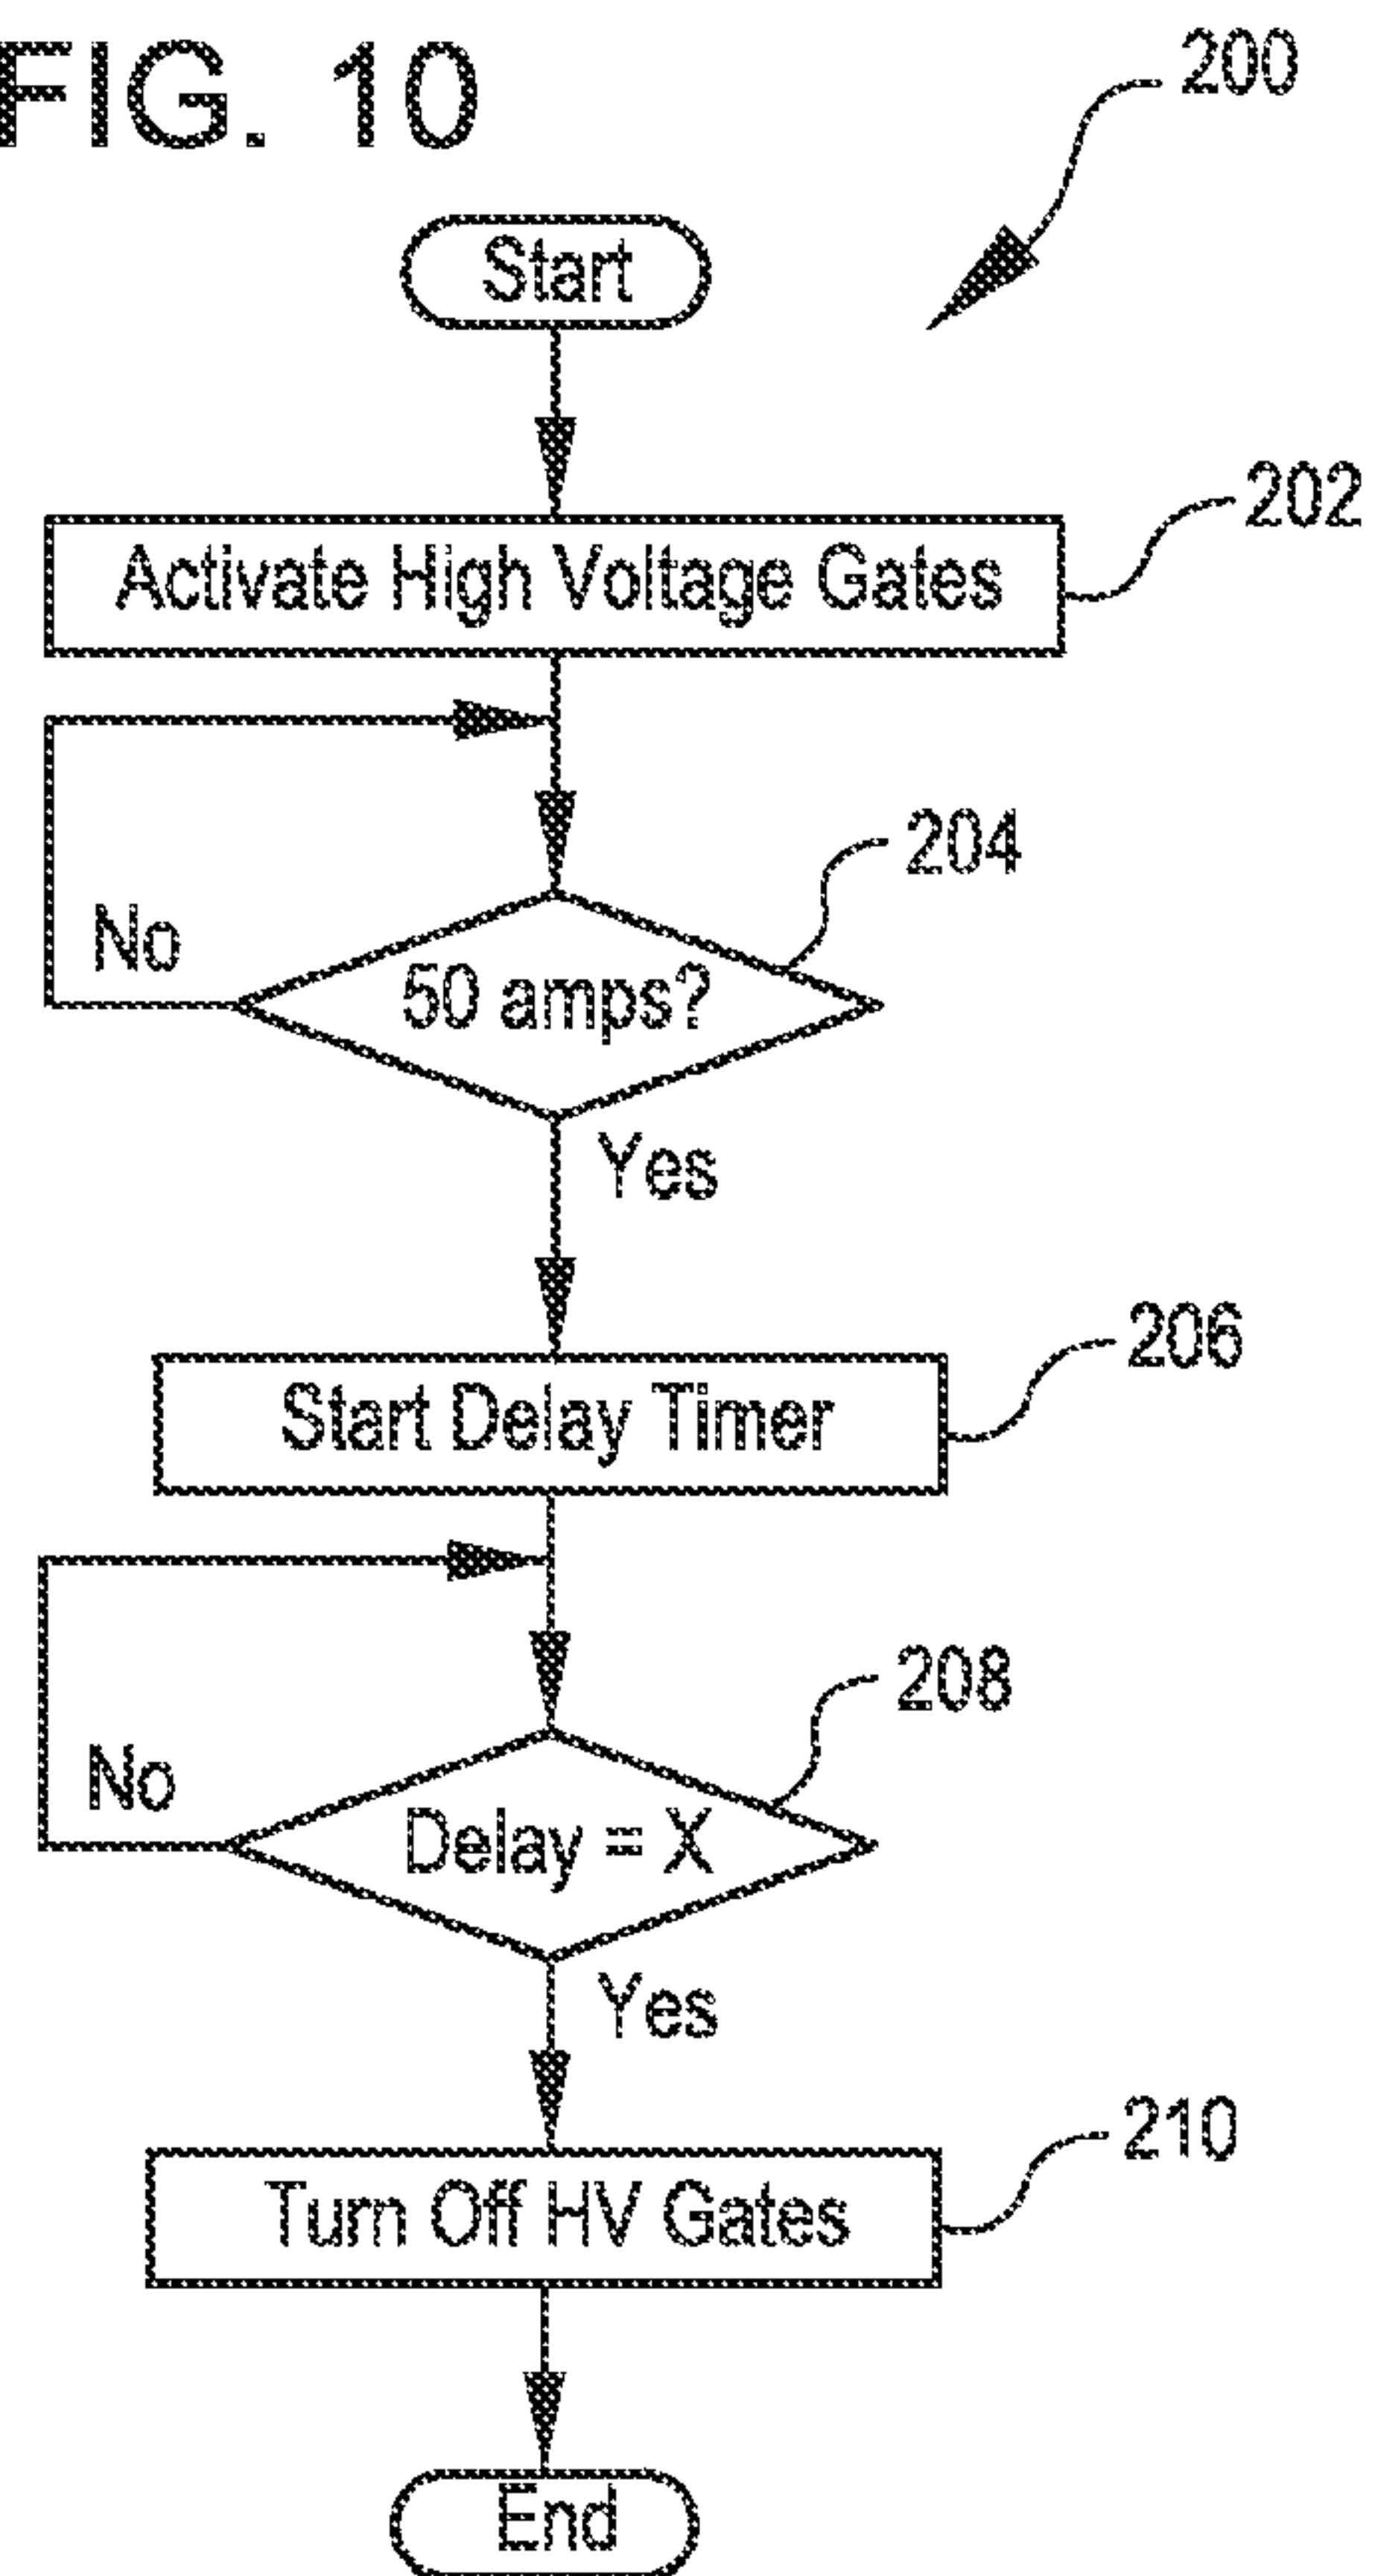 FIG. 10
200
Start
Activate High Voltage Gates
202
204
No
50 amps?
Yes
206
Start Delay Timer
208
No
Delay = X
Yes
210
Turn Off HV Gates
End